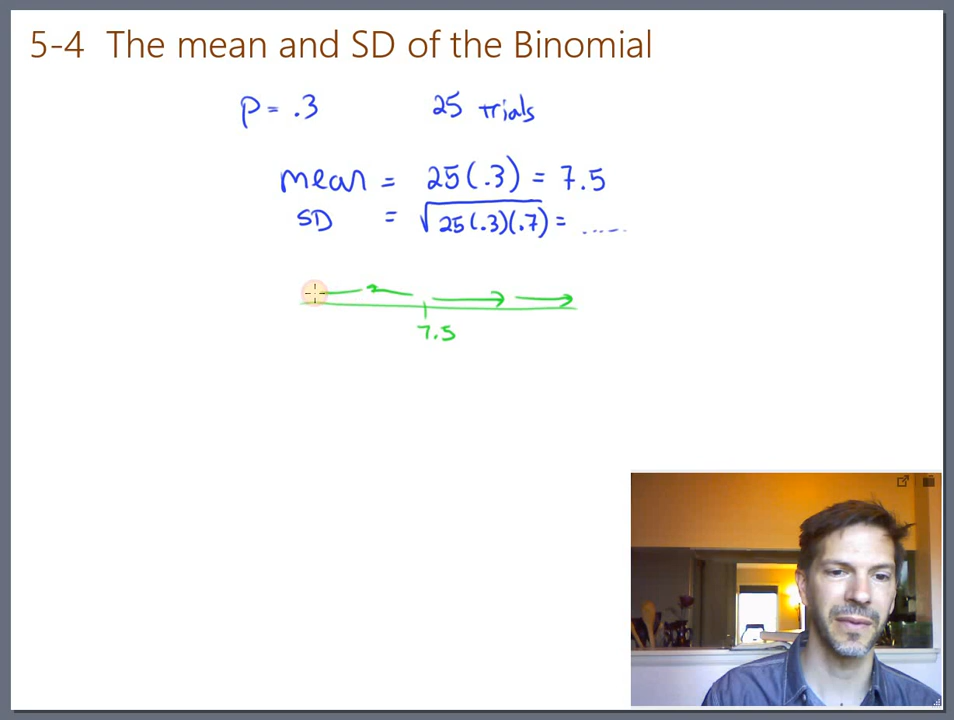 5-4 The mean and SD of the Binomial
p = .3 25 trials
mean = 25(.3) = 7.5
SD = √25(.3)(.7) = .....
7.5